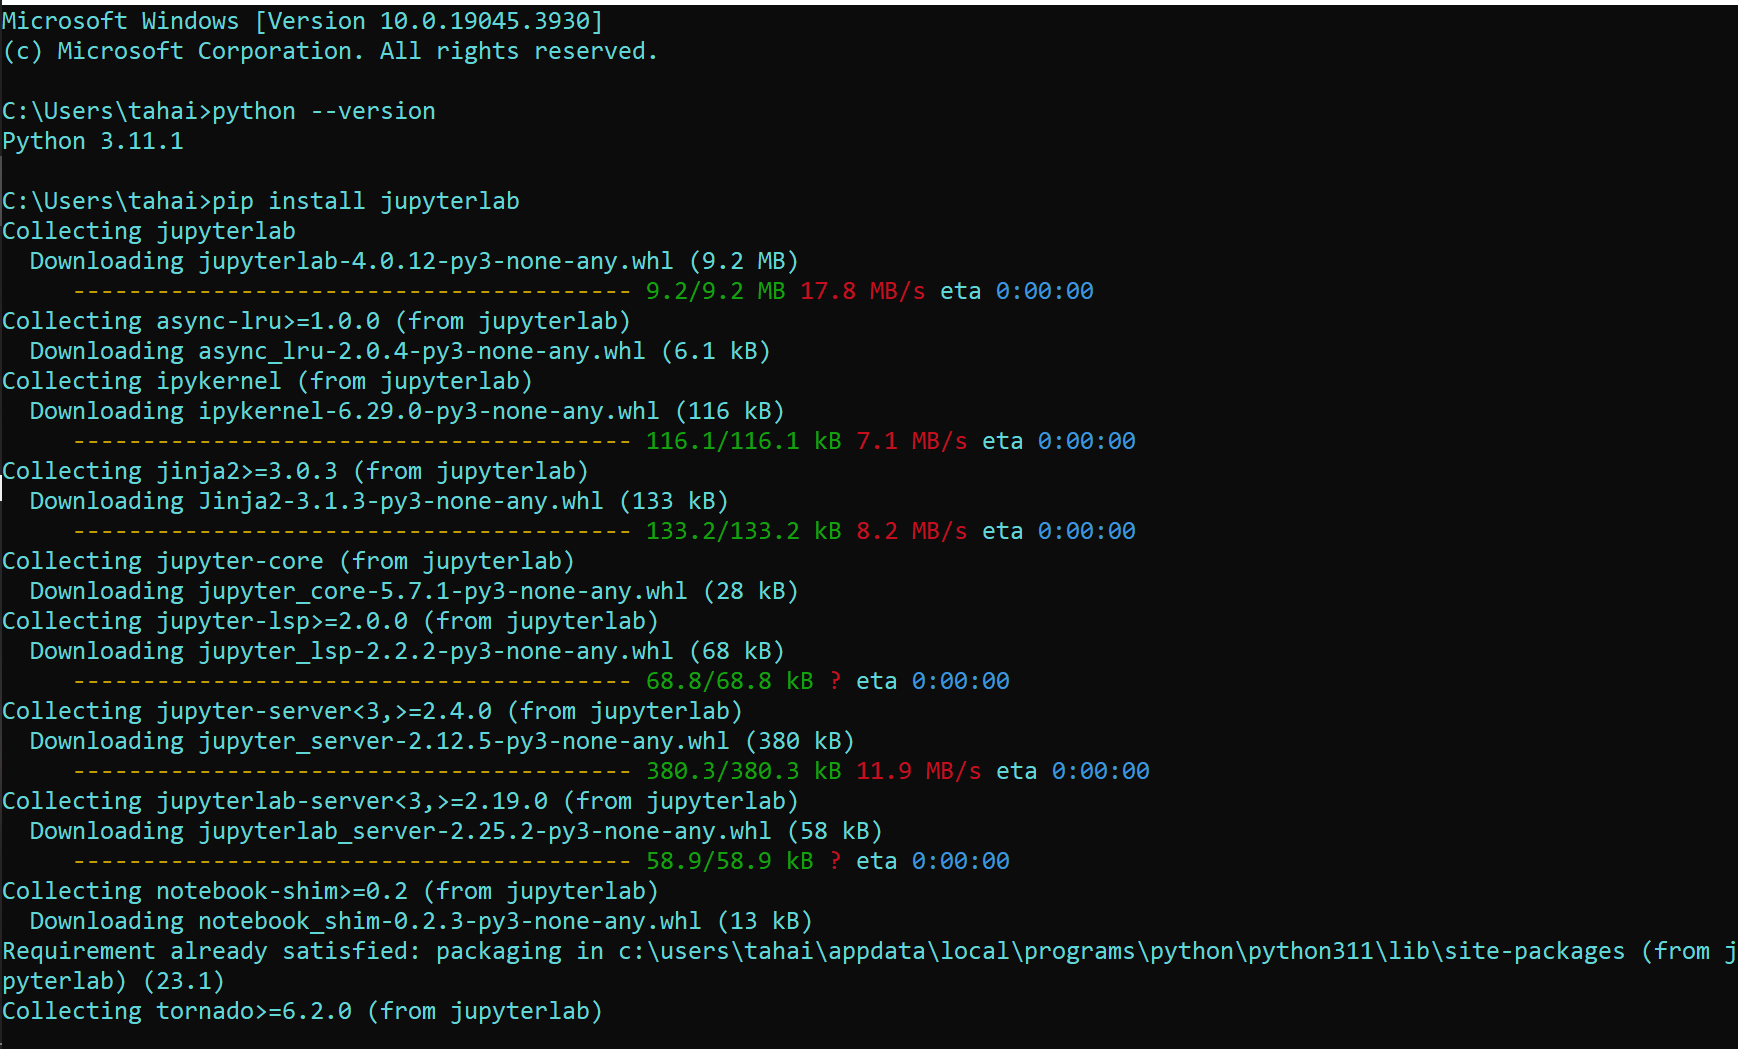 Microsoft Windows [Version 10.0.19045.3930]
(c) Microsoft Corporation. All rights reserved.
C:\Users\tahai>python --version
Python 3.11.1
C:\Users\tahai>pip install jupyterlab
Collecting jupyterlab
  Downloading jupyterlab-4.0.12-py3-none-any.whl (9.2 MB)
     ---------------------------------------- 9.2/9.2 MB 17.8 MB/s eta 0:00:00
Collecting async-lru>=1.0.0 (from jupyterlab)
  Downloading async_lru-2.0.4-py3-none-any.whl (6.1 kB)
Collecting ipykernel (from jupyterlab)
  Downloading ipykernel-6.29.0-py3-none-any.whl (116 kB)
     ---------------------------------------- 116.1/116.1 kB 7.1 MB/s eta 0:00:00
Collecting jinja2>=3.0.3 (from jupyterlab)
  Downloading Jinja2-3.1.3-py3-none-any.whl (133 kB)
     ---------------------------------------- 133.2/133.2 kB 8.2 MB/s eta 0:00:00
Collecting jupyter-core (from jupyterlab)
  Downloading jupyter_core-5.7.1-py3-none-any.whl (28 kB)
Collecting jupyter-lsp>=2.0.0 (from jupyterlab)
  Downloading jupyter_lsp-2.2.2-py3-none-any.whl (68 kB)
     ---------------------------------------- 68.8/68.8 kB ? eta 0:00:00
Collecting jupyter-server<3,>=2.4.0 (from jupyterlab)
  Downloading jupyter_server-2.12.5-py3-none-any.whl (380 kB)
     ---------------------------------------- 380.3/380.3 kB 11.9 MB/s eta 0:00:00
Collecting jupyterlab-server<3,>=2.19.0 (from jupyterlab)
  Downloading jupyterlab_server-2.25.2-py3-none-any.whl (58 kB)
     ---------------------------------------- 58.9/58.9 kB ? eta 0:00:00
Collecting notebook-shim>=0.2 (from jupyterlab)
  Downloading notebook_shim-0.2.3-py3-none-any.whl (13 kB)
Requirement already satisfied: packaging in c:\users\tahai\appdata\local\programs\python\python311\lib\site-packages (from j
pyterlab) (23.1)
Collecting tornado>=6.2.0 (from jupyterlab)